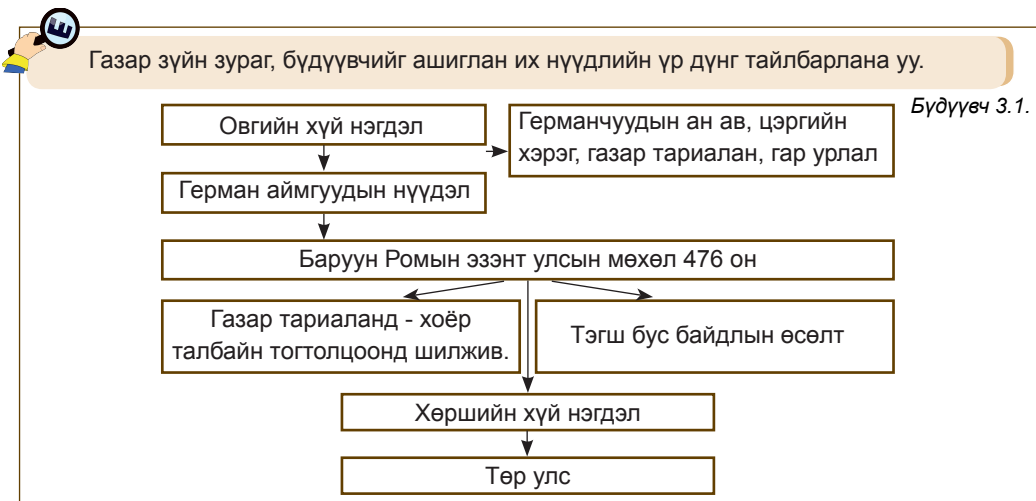 Газар зүйн зураг, бүдүүвчийг ашиглан их нүүдлийн үр дүнг тайлбарлана уу.
Бүдүүвч 3.1.
Овгийн хүй нэгдэл
Германчуудын ан ав, цэргийн
хэрэг, газар тариалан, гар урлал
Герман аймгуудын нүүдэл
Баруун Ромын эзэнт улсын мөхөл 476 он
Газар тариаланд - хоёр
талбайн тогтолцоонд шилжив.
Тэгш бус байдлын өсөлт
Хөршийн хүй нэгдэл
Төр улс